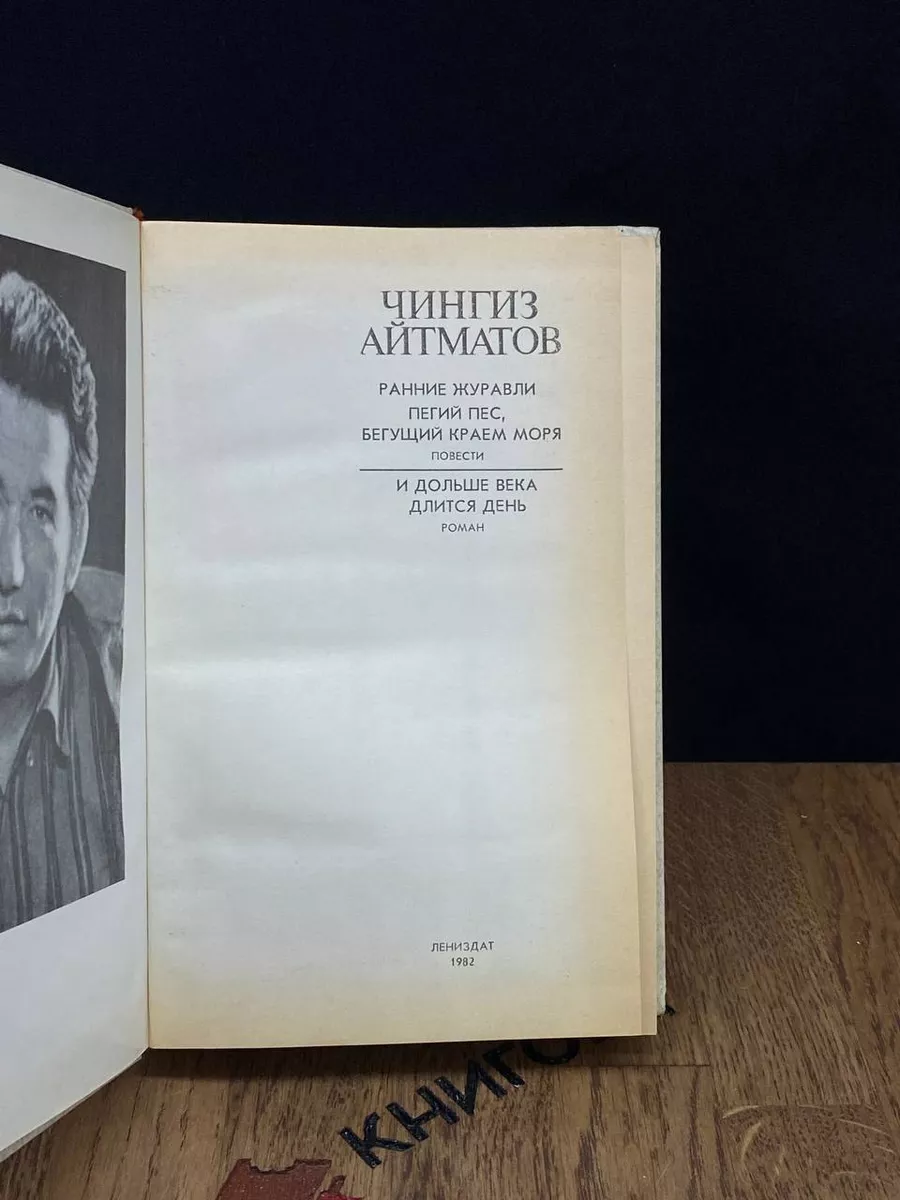 ЧИНГИЗ
АЙТМАТОВ
РАННИЕ ЖУРАВЛИ
ПЕГИЙ ПЕС,
БЕГУЩИЙ КРАЕМ МОРЯ
ПОВЕСТИ
И ДОЛЬШЕ ВЕКА
ДЛИТСЯ ДЕНЬ
РОМАН
ЛЕНИЗДАТ
1982